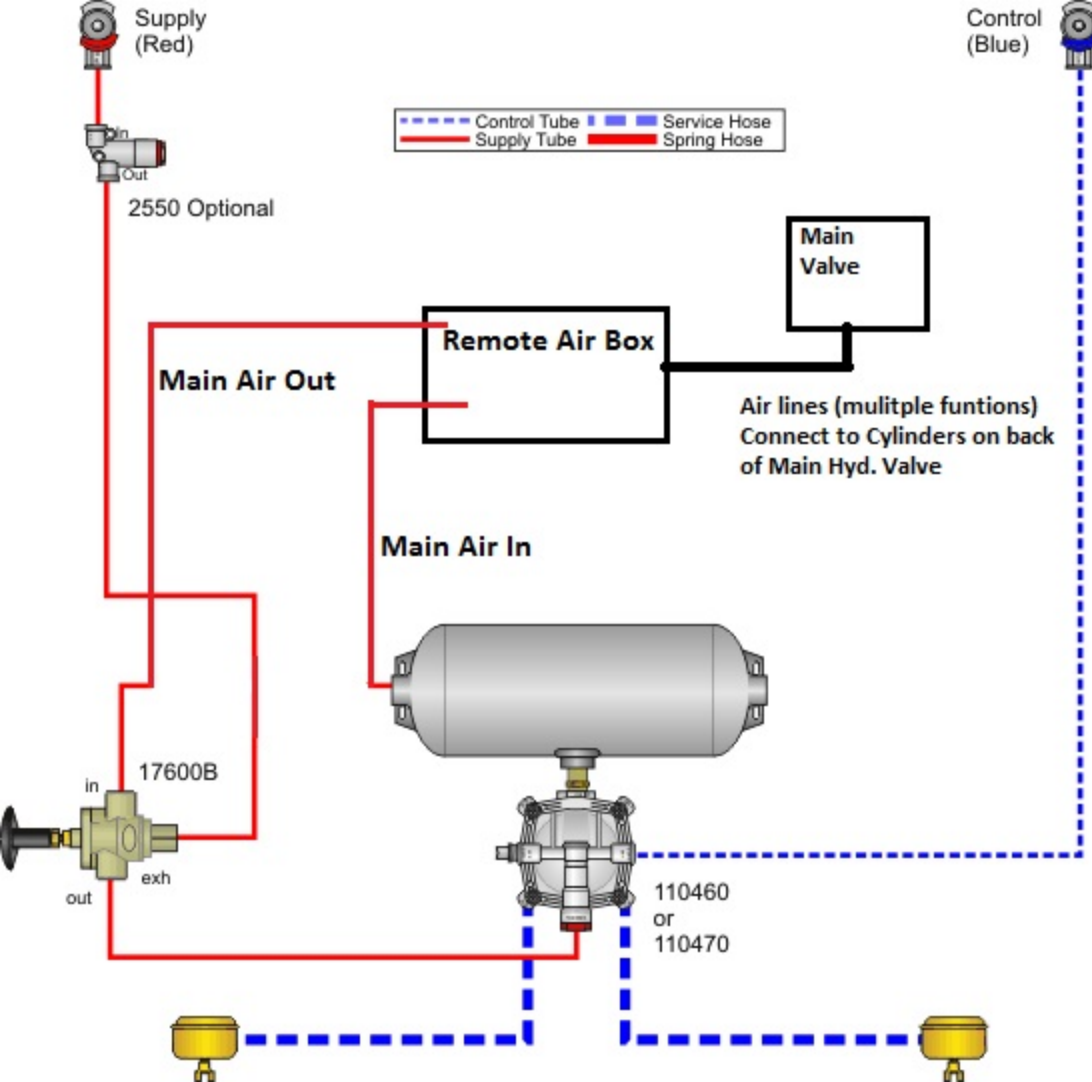 Supply
(Red)
Control
(Blue)
In
Out
Control Tube
Service Hose
Supply Tube
Spring Hose
2550 Optional
Main
Valve
Remote Air Box
Main Air Out
Air lines (mulitple funtions)
Connect to Cylinders on back
of Main Hyd. Valve
Main Air In
17600B
in
exh
out
110460
or
110470